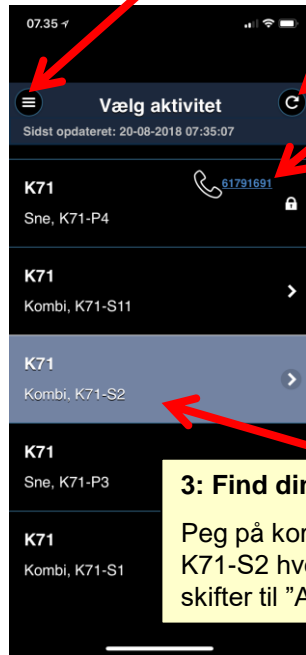 07.35
Vælg aktivitet
Sidst opdateret: 20-08-2018 07:35:07
K71
61791691
Sne, K71-P4
K71
Kombi, K71-S11
K71
Kombi, K71-S2
K71
Sne, K71-P3
K71
Kombi, K71-S1
3: Find di
Peg på ko
K71-S2 hv
skifter til "A